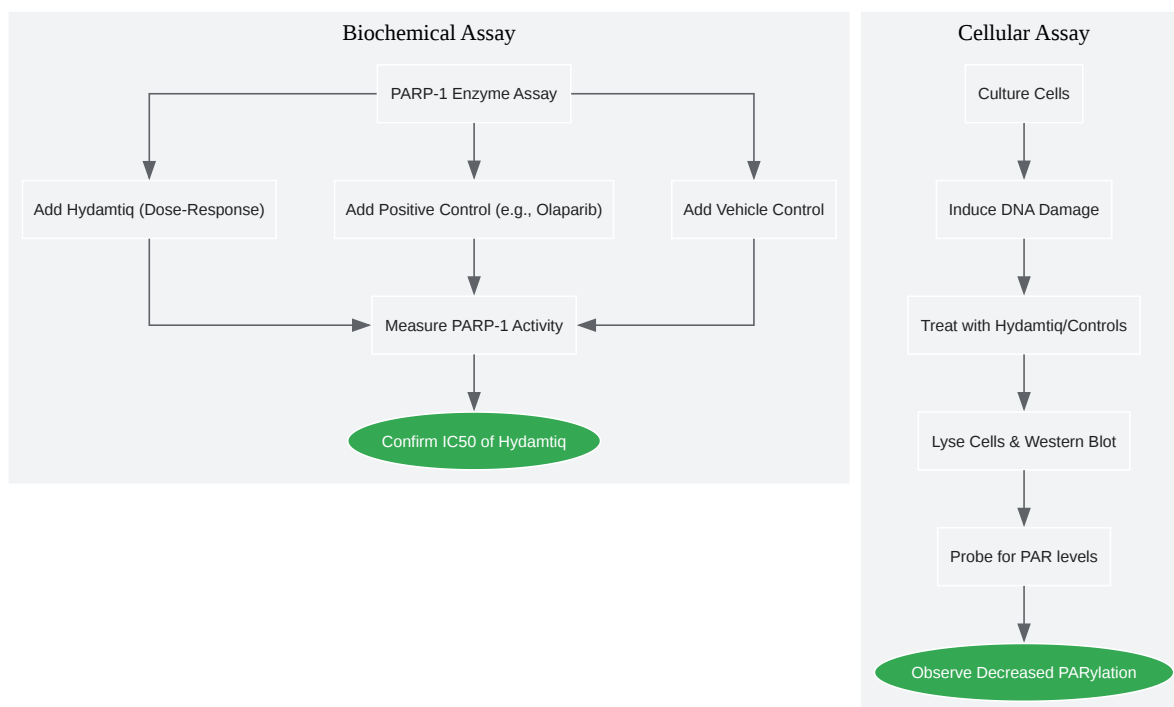 Biochemical Assay
PARP-1 Enzyme Assay
Add Hydamtiq (Dose-Response)
Add Positive Control (e.g., Olaparib)
Add Vehicle Control
Measure PARP-1 Activity
Confirm IC50 of Hydamtiq
Cellular Assay
Culture Cells
Induce DNA Damage
Treat with Hydamtiq/Controls
Lyse Cells & Western Blot
Probe for PAR levels
Observe Decreased PARylation